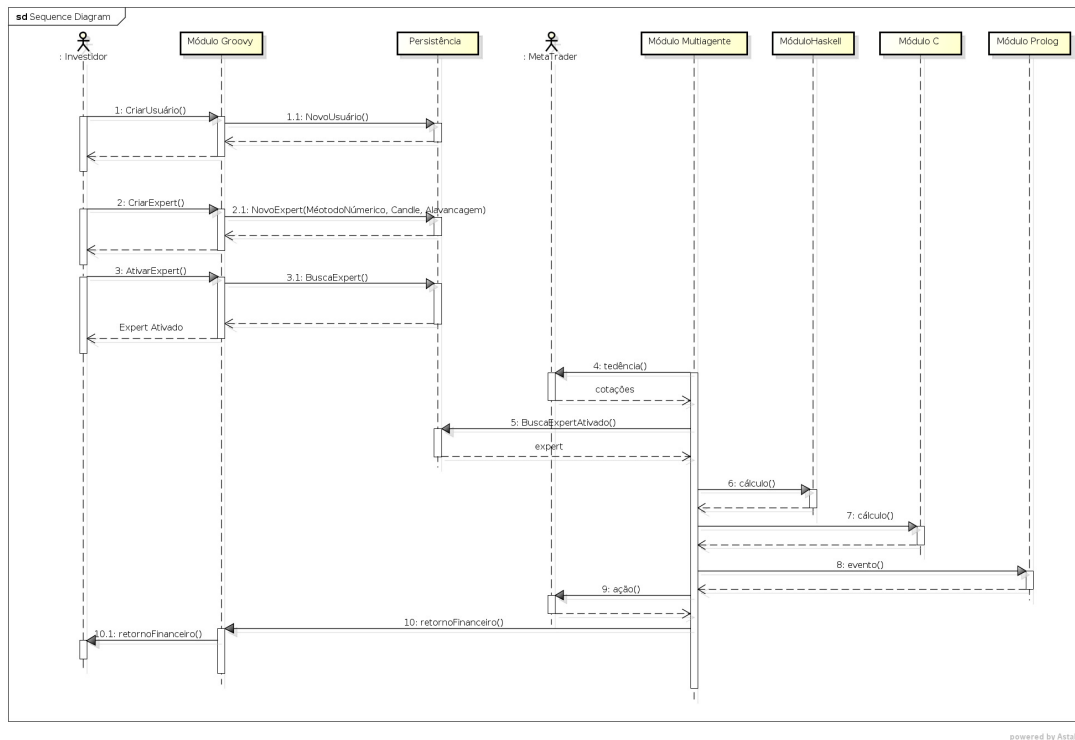 sd Sequence Diagram
: Investidor
Módulo Groovy
Persistência
: MetaTrader
Módulo Multiagente
MóduloHaskell
Módulo C
Módulo Prolog
1: CriarUsuário()
1.1: NovoUsuário()
2: CriarExpert()
2.1: NovoExpert(MéotodoNúmerico, Candle, Alavancagem)
3: AtivarExpert()
3.1: BuscaExpert()
Expert Ativado
4: tedência()
cotações
5: BuscaExpertAtivado()
expert
6: cálculo()
7: cálculo()
8: evento()
9: ação()
10: retornoFinanceiro()
10.1: retornoFinanceiro()
powered by Asta